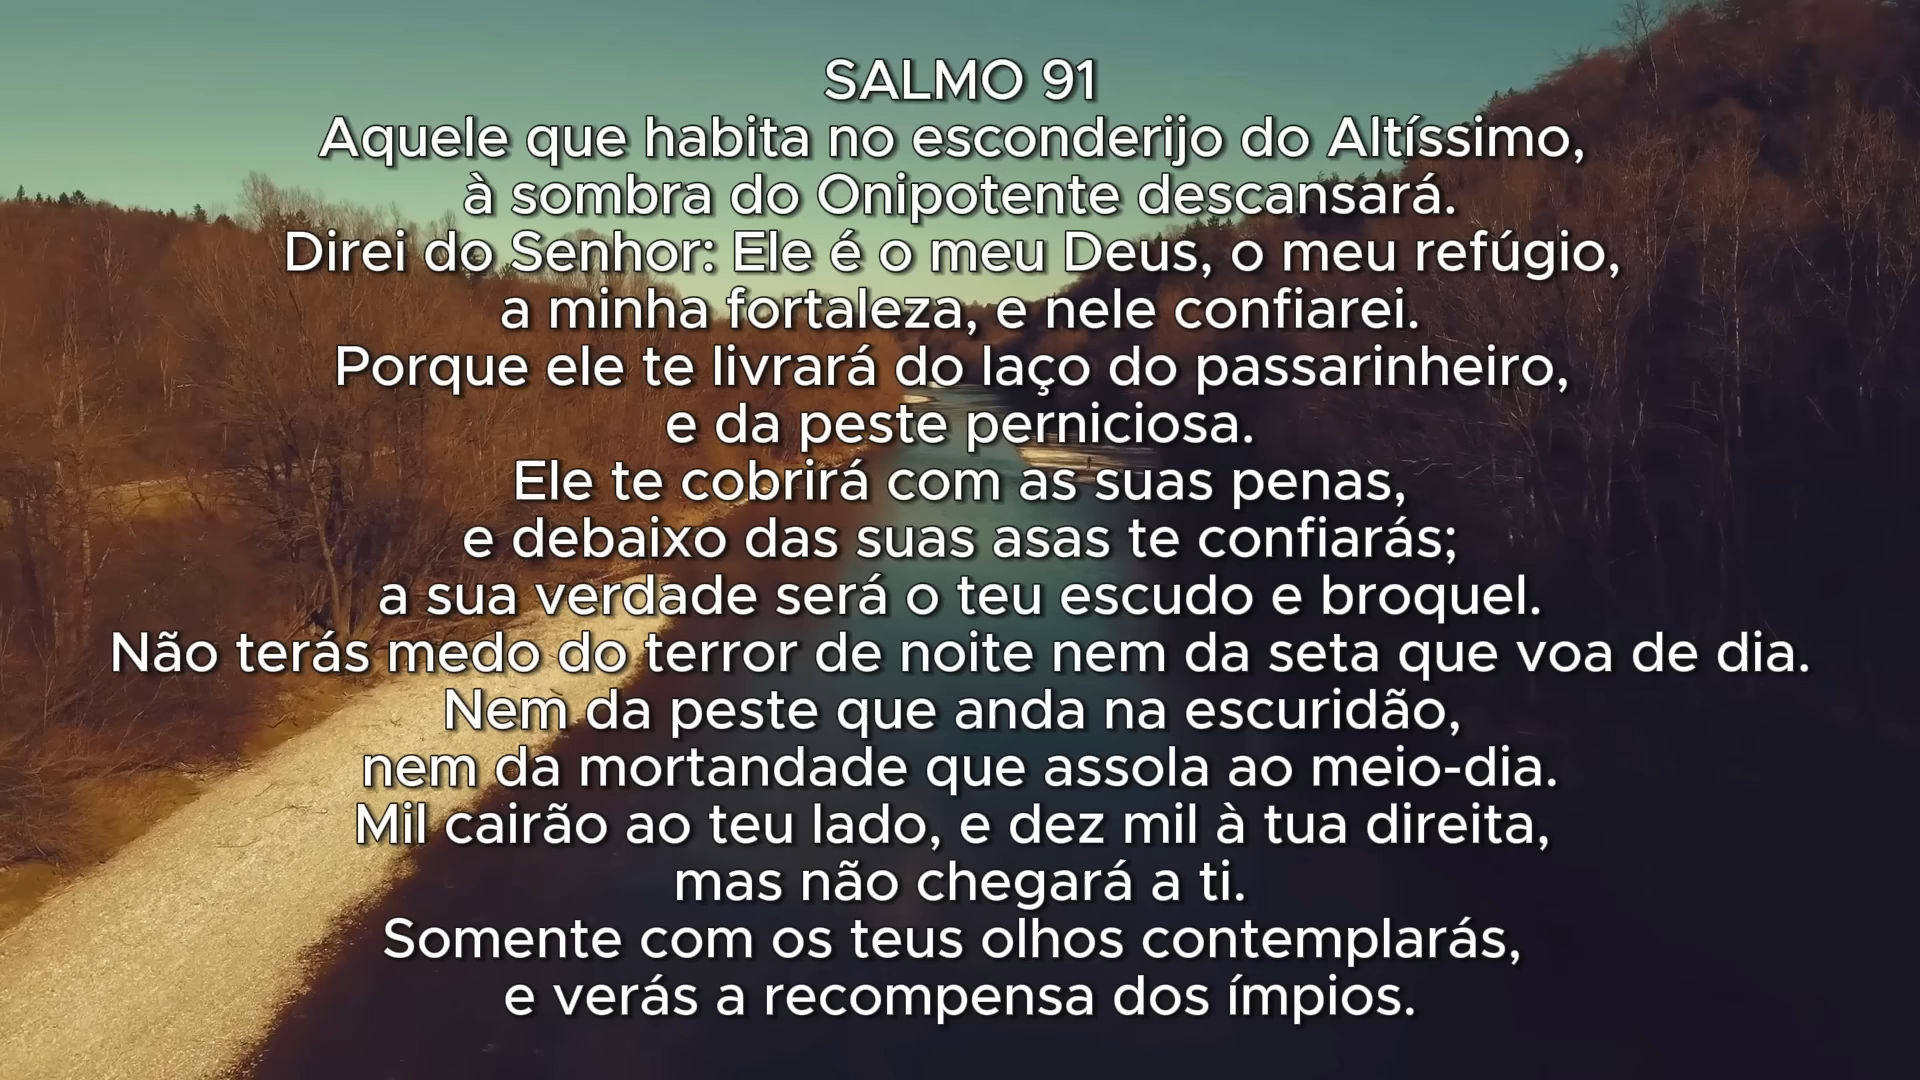 SALMO 91
Aquele que habita no esconderijo do Altíssimo,
à sombra do Onipotente descansará.
Direi do Senhor: Ele é o meu Deus, o meu refúgio,
a minha fortaleza, e nele confiarei.
Porque ele te livrará do laço do passarinheiro,
e da peste perniciosa.
Ele te cobrirá com as suas penas,
e debaixo das suas asas te confiarás;
a sua verdade será o teu escudo e broquel.
Não terás medo do terror de noite nem da seta que voa de dia.
Nem da peste que anda na escuridão,
nem da mortandade que assola ao meio-dia.
Mil cairão ao teu lado, e dez mil à tua direita,
mas não chegará a ti.
Somente com os teus olhos contemplarás,
e verás a recompensa dos ímpios.